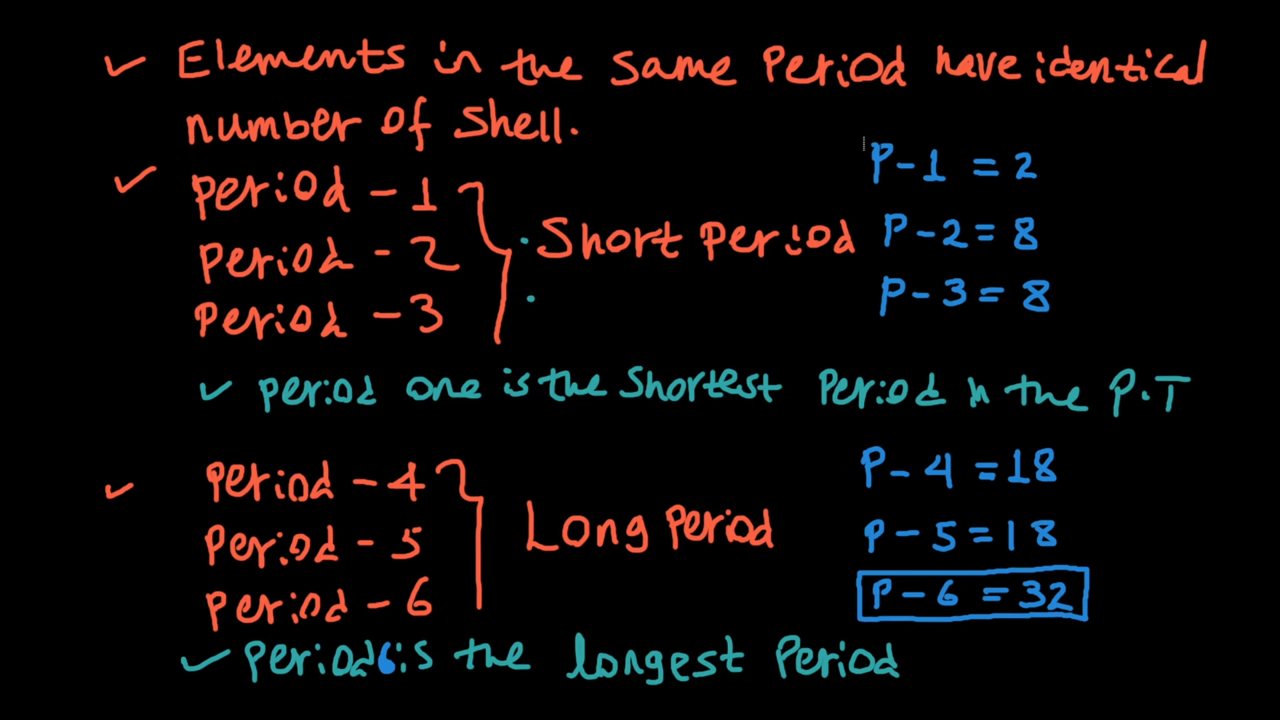 ✓ Elements in the same Period have identical
number of Shell.
✓ Period - 1
Period - 2
Period - 3
Short Period
P - 1 = 2
P - 2 = 8
P - 3 = 8
✓ Period one is the Shortest Period in the P.T
✓ Period - 4
Period - 5
Period - 6
Long Period
P - 4 = 18
P - 5 = 18
P - 6 = 32
✓ Period 6 is the longest Period